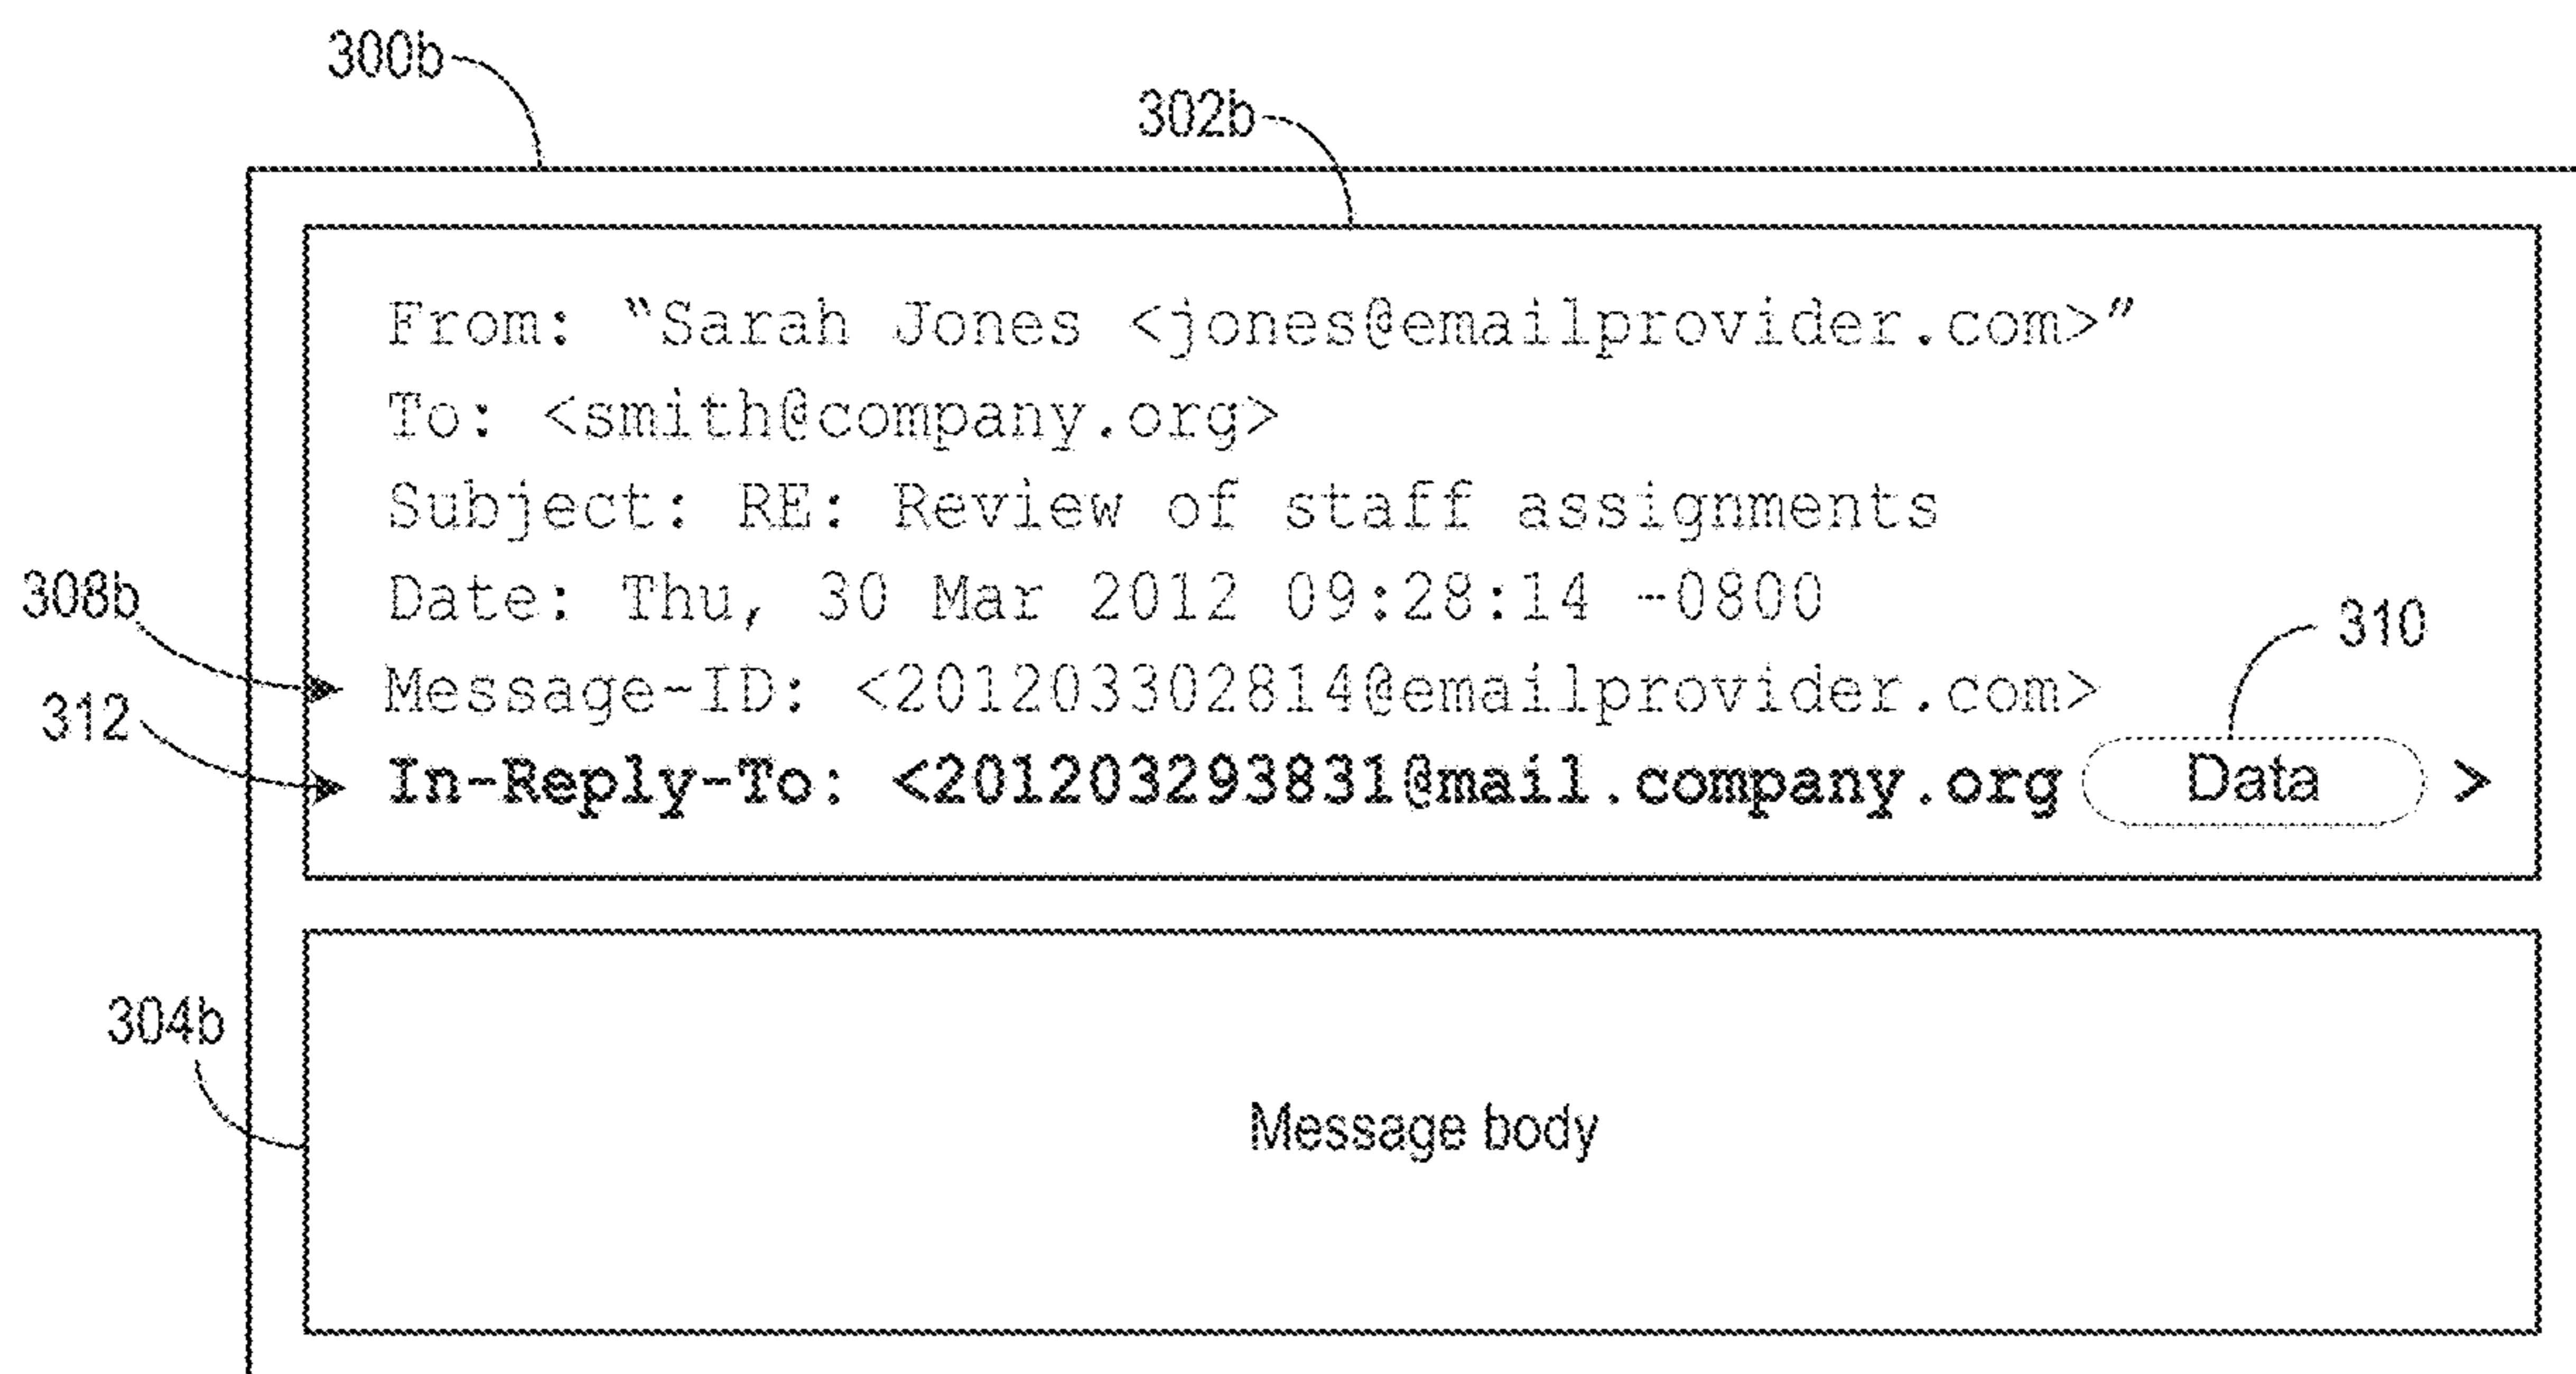 300b
302b
From: “Sarah Jones <jones@emailprovider.com>”
To: <smith@company.org>
Subject: RE: Review of staff assignments
Date: Thu, 30 Mar 2012 09:28:14 -0800
308b
310
Message-ID: <201203302814@emailprovider.com>
312
In-Reply-To: <201203293831@mail.company.org Data >
304b
Message body